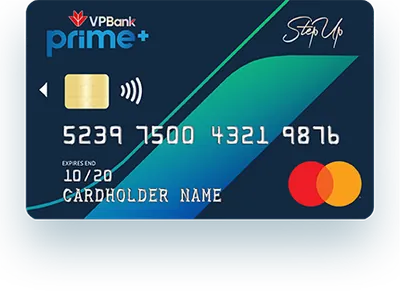 VPBank
prime+
StepUp
5239 7500 4321 9876
EXPIRES END
10/20
CARDHOLDER NAME